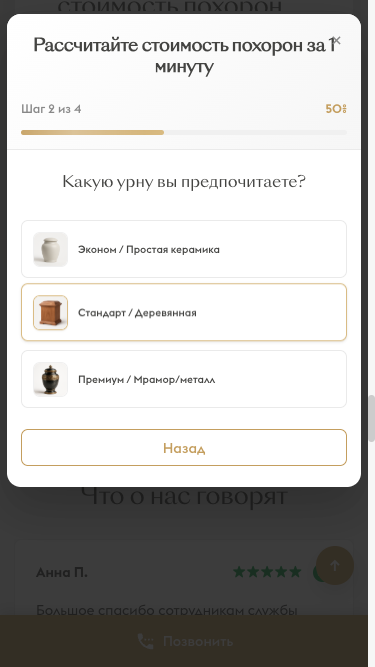 стоимость похорон
Рассчитайте стоимость похорон за 1
минуту
×
Шаг 2 из 4
50%
Какую урну вы предпочитаете?
Эконом / Простая керамика
Стандарт / Деревянная
Премиум / Мрамор/металл
Назад
Что о нас говорят
Анна П.
Большое спасибо сотрудникам службы
Позвонить